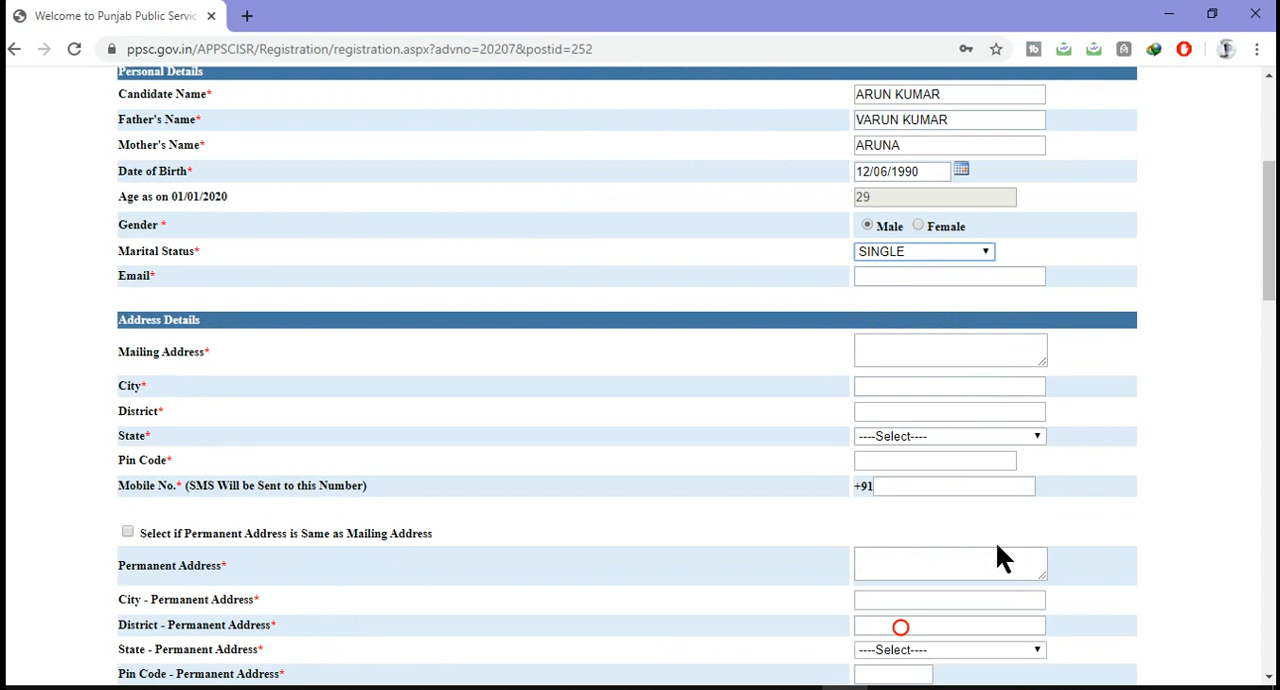 Welcome to Punjab Public Servic
ppsc.gov.in/APPSCISR/Registration/registration.aspx?advno=20207&postid=252
Personal Details
Candidate Name* ARUN KUMAR
Father's Name* VARUN KUMAR
Mother's Name* ARUNA
Date of Birth* 12/06/1990
Age as on 01/01/2020 29
Gender * Male Female
Marital Status* SINGLE
Email*
Address Details
Mailing Address*
City*
District*
State* ----Select----
Pin Code*
Mobile No.* (SMS Will be Sent to this Number) +91
Select if Permanent Address is Same as Mailing Address
Permanent Address*
City - Permanent Address*
District - Permanent Address*
State - Permanent Address* ----Select----
Pin Code - Permanent Address*